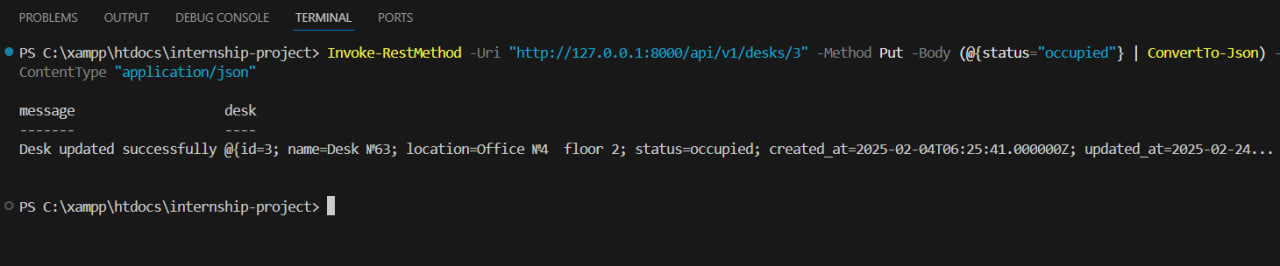 PROBLEMS OUTPUT DEBUG CONSOLE TERMINAL PORTS
PS C:\xampp\htdocs\internship-project> Invoke-RestMethod -Uri "http://127.0.0.1:8000/api/v1/desks/3" -Method Put -Body (@{status="occupied"} | ConvertTo-Json) -
ContentType "application/json"
message desk
------- ----
Desk updated successfully @{id=3; name=Desk №63; location=Office №4  floor 2; status=occupied; created_at=2025-02-04T06:25:41.000000Z; updated_at=2025-02-24...
PS C:\xampp\htdocs\internship-project>